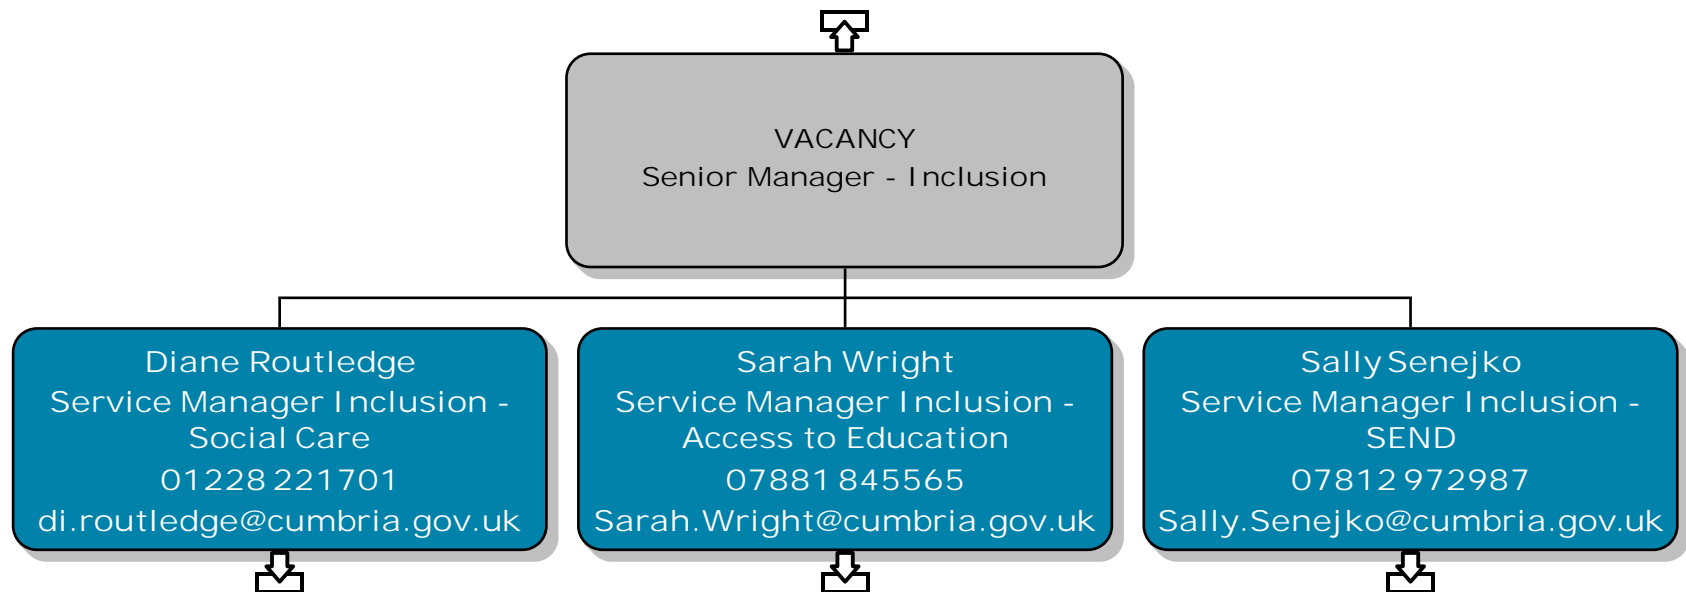 VACANCY
Senior Manager - Inclusion
Diane Routledge
Service Manager Inclusion -
Social Care
01228 221701
di.routledge@cumbria.gov.uk
Sarah Wright
Service Manager Inclusion -
Access to Education
07881 845565
Sarah.Wright@cumbria.gov.uk
Sally Senejko
Service Manager Inclusion -
SEND
07812 972987
Sally.Senejko@cumbria.gov.uk